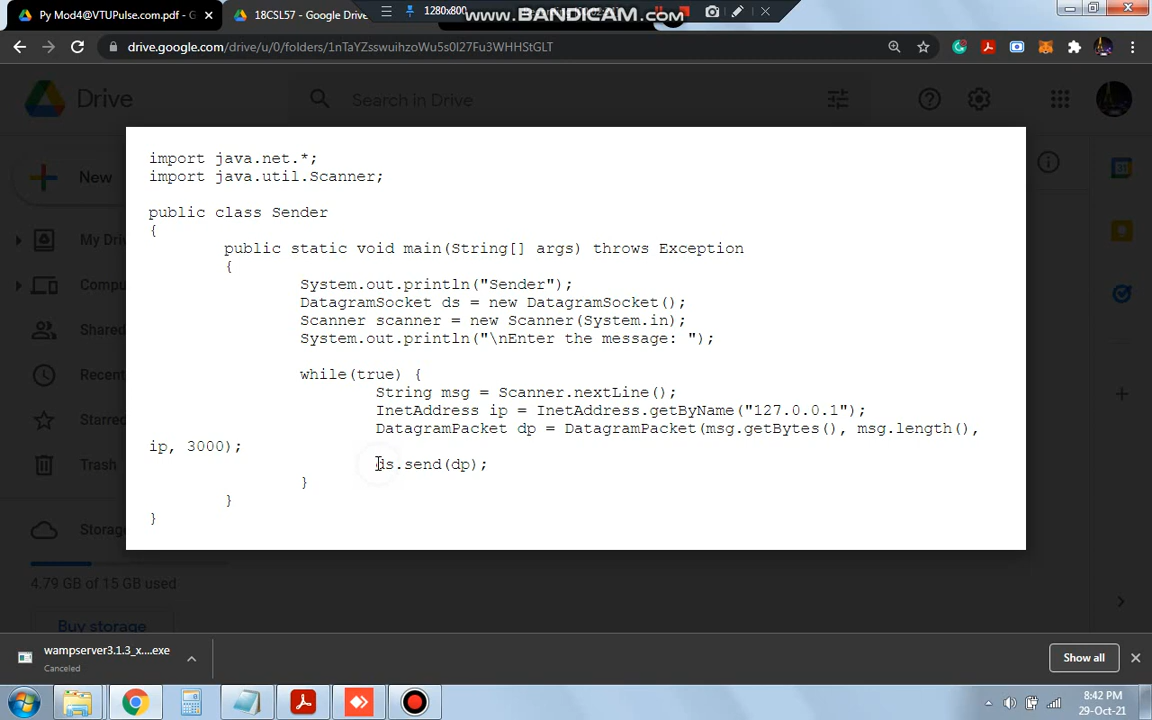 Py Mod4@VTUPulse.com.pdf - G
18CSL57 - Google Drive
1280x800
www.BANDICAM.com
drive.google.com/drive/u/0/folders/1nTaYZsswuihzoWu5s0l27Fu3WHHStGLT
Drive
Search in Drive
New
My Driv
Compu
Shared
Recent
Starred
Trash
Storag
4.79 GB of 15 GB used
Buy storage
import java.net.*;
import java.util.Scanner;
public class Sender
{
public static void main(String[] args) throws Exception
{
System.out.println("Sender");
DatagramSocket ds = new DatagramSocket();
Scanner scanner = new Scanner(System.in);
System.out.println("\nEnter the message: ");
while(true) {
String msg = Scanner.nextLine();
InetAddress ip = InetAddress.getByName("127.0.0.1");
DatagramPacket dp = DatagramPacket(msg.getBytes(), msg.length(),
ip, 3000);
ds.send(dp);
}
}
}
wampserver3.1.3_x....exe
Canceled
Show all
8:42 PM
29-Oct-21